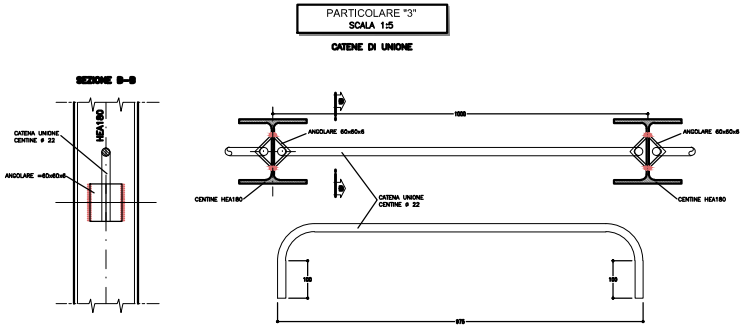 PARTICOLARE "3"
SCALA 1:5
CATENE DI UNIONE
SEZIONE B-B
HEA180
CATENA UNIONE
CENTINE # 22
ANGOLARE =60x60x6
B
1000
ANGOLARE 60x60x6
ANGOLARE 60x60x6
CENTINE HEA180
B
CATENA UNIONE
CENTINE # 22
CENTINE HEA180
100
100
975